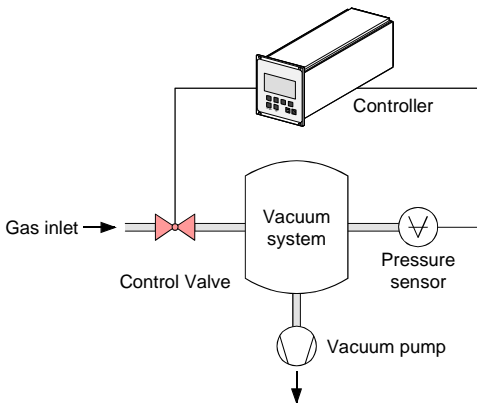 Controller
Gas inlet
Vacuum
system
Control Valve
Pressure
sensor
Vacuum pump